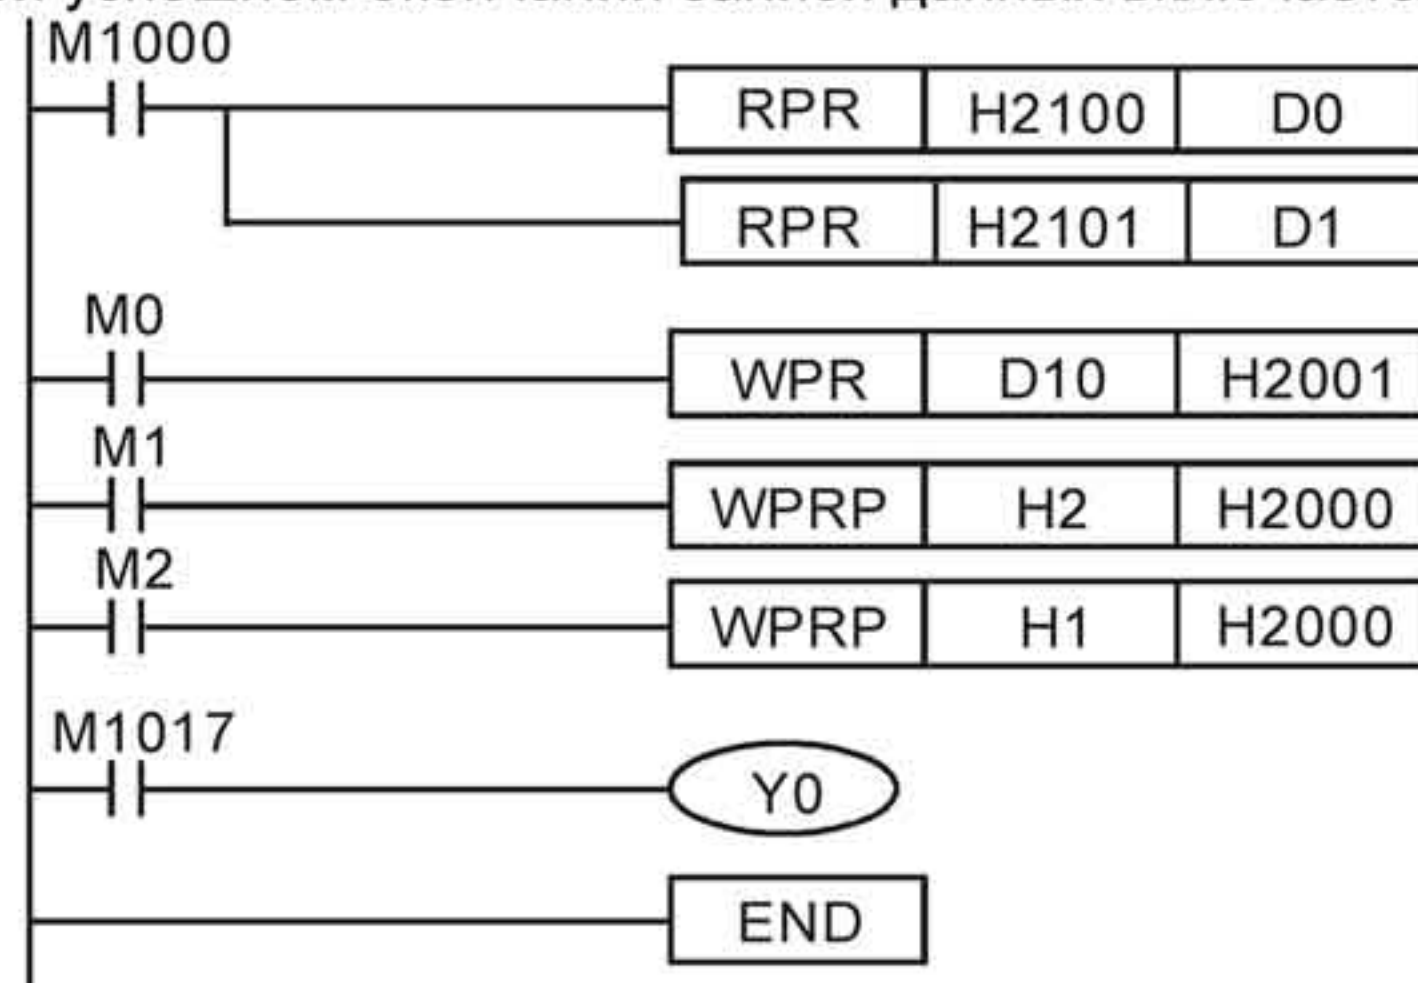 M1000
RPR H2100 D0
RPR H2101 D1
M0
WPR D10 H2001
M1
WPRP H2 H2000
M2
WPRP H1 H2000
M1017
Y0
END